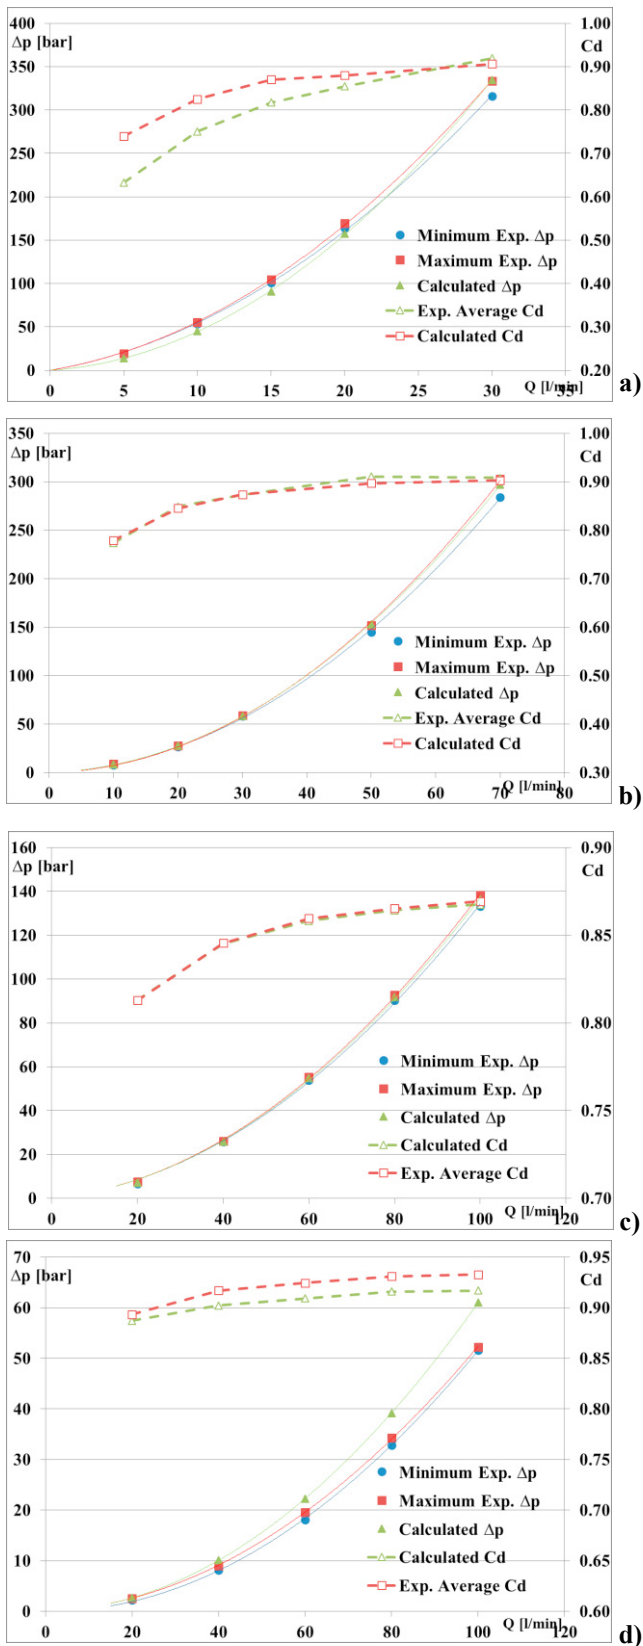 400 1.00
Δp [bar] Cd
350 0.90
300 0.80
250 0.70
200 0.60
150 0.50
100 0.40
50 0.30
0 0.20
Minimum Exp. Δp
Maximum Exp. Δp
Calculated Δp
Exp. Average Cd
Calculated Cd
0 5 10 15 20 25 30 35
Q [l/min]
a)
350 1.00
Δp [bar] Cd
300 0.90
250 0.80
200 0.70
150 0.60
100 0.50
50 0.40
0 0.30
Minimum Exp. Δp
Maximum Exp. Δp
Calculated Δp
Exp. Average Cd
Calculated Cd
Q [l/min]
0 10 20 30 40 50 60 70 80
b)
160 0.90
Δp [bar] Cd
140
120 0.85
100
80 0.80
60
40 0.75
20
0 0.70
Minimum Exp. Δp
Maximum Exp. Δp
Calculated Δp
Calculated Cd
Exp. Average Cd
Q [l/min]
0 20 40 60 80 100 120
c)
70 0.95
Δp [bar] Cd
60 0.90
50 0.85
40 0.80
30 0.75
20 0.70
10 0.65
0 0.60
Minimum Exp. Δp
Maximum Exp. Δp
Calculated Δp
Calculated Cd
Exp. Average Cd
Q [l/min]
0 20 40 60 80 100 120
d)